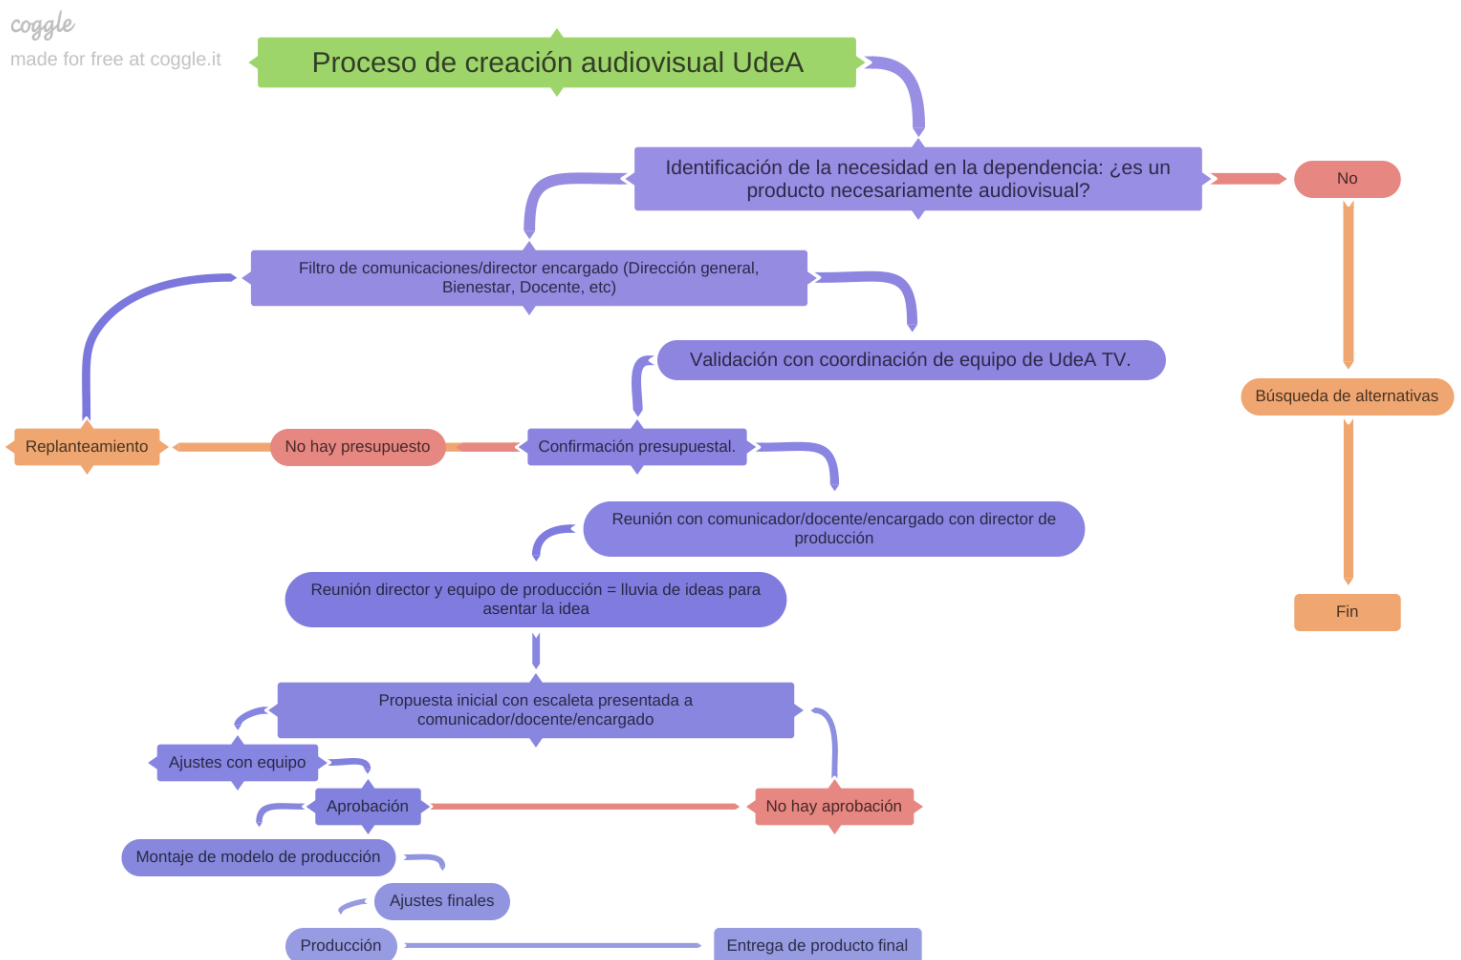 coggle
made for free at coggle.it
Proceso de creación audiovisual UdeA
Identificación de la necesidad en la dependencia: ¿es un
producto necesariamente audiovisual?
No
Filtro de comunicaciones/director encargado (Dirección general,
Bienestar, Docente, etc)
Validación con coordinación de equipo de UdeA TV.
Búsqueda de alternativas
Replanteamiento
No hay presupuesto
Confirmación presupuestal.
Reunión con comunicador/docente/encargado con director de
producción
Reunión director y equipo de producción = lluvia de ideas para
asentar la idea
Fin
Propuesta inicial con escaleta presentada a
comunicador/docente/encargado
Ajustes con equipo
Aprobación
No hay aprobación
Montaje de modelo de producción
Ajustes finales
Producción
Entrega de producto final